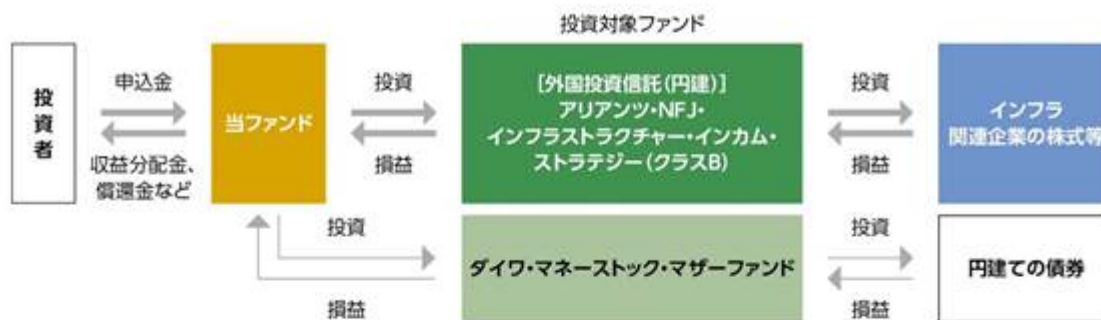 投資対象ファンド
投資者
申込金
収益分配金、
償還金など
当ファンド
投資
損益
[外国投資信託(円建)]
アリアンツ・NFJ・
インフラストラクチャー・インカム・
ストラテジー(クラスB)
投資
損益
インフラ
関連企業の株式等
投資
損益
ダイワ・マネーストック・マザーファンド
投資
損益
円建ての債券